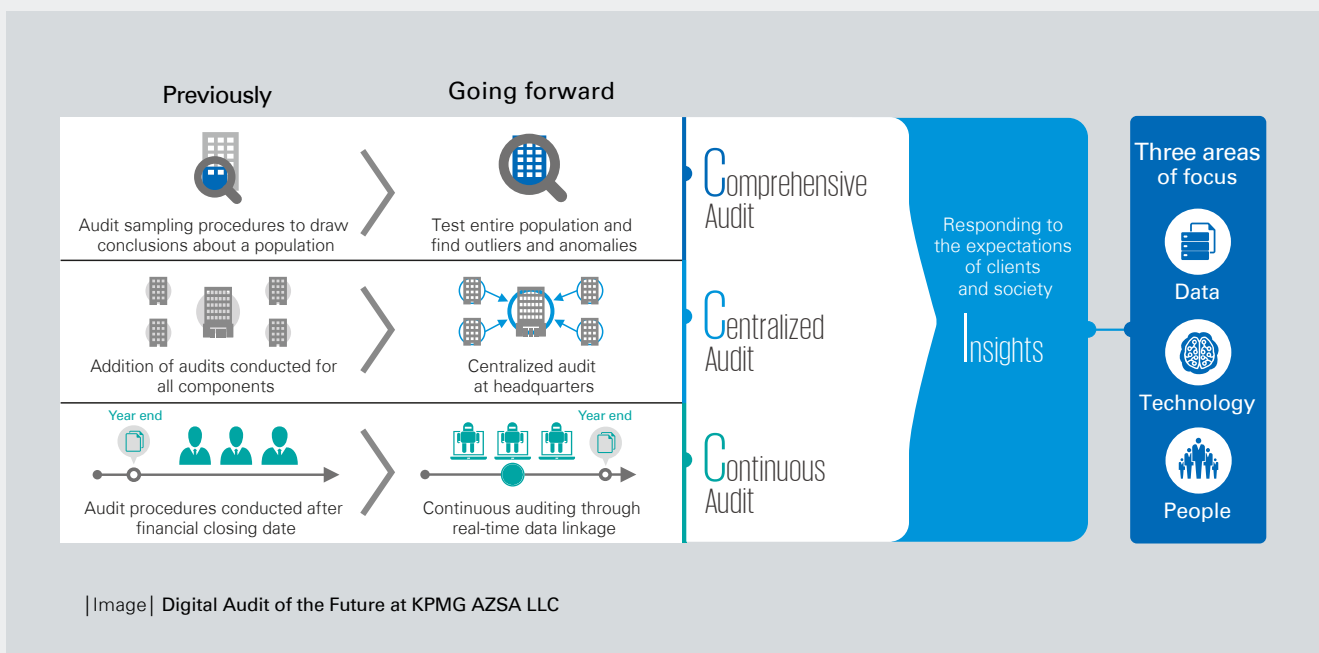 Previously
Going forward
Audit sampling procedures to draw
conclusions about a population
Test entire population and
find outliers and anomalies
Comprehensive
Audit
Addition of audits conducted for
all components
Centralized audit
at headquarters
Centralized
Audit
Year end
Audit procedures conducted after
financial closing date
Year end
Continuous auditing through
real-time data linkage
Continuous
Audit
Responding to
the expectations
of clients
and society
Insights
Three areas
of focus
Data
Technology
People
|Image| Digital Audit of the Future at KPMG AZSA LLC